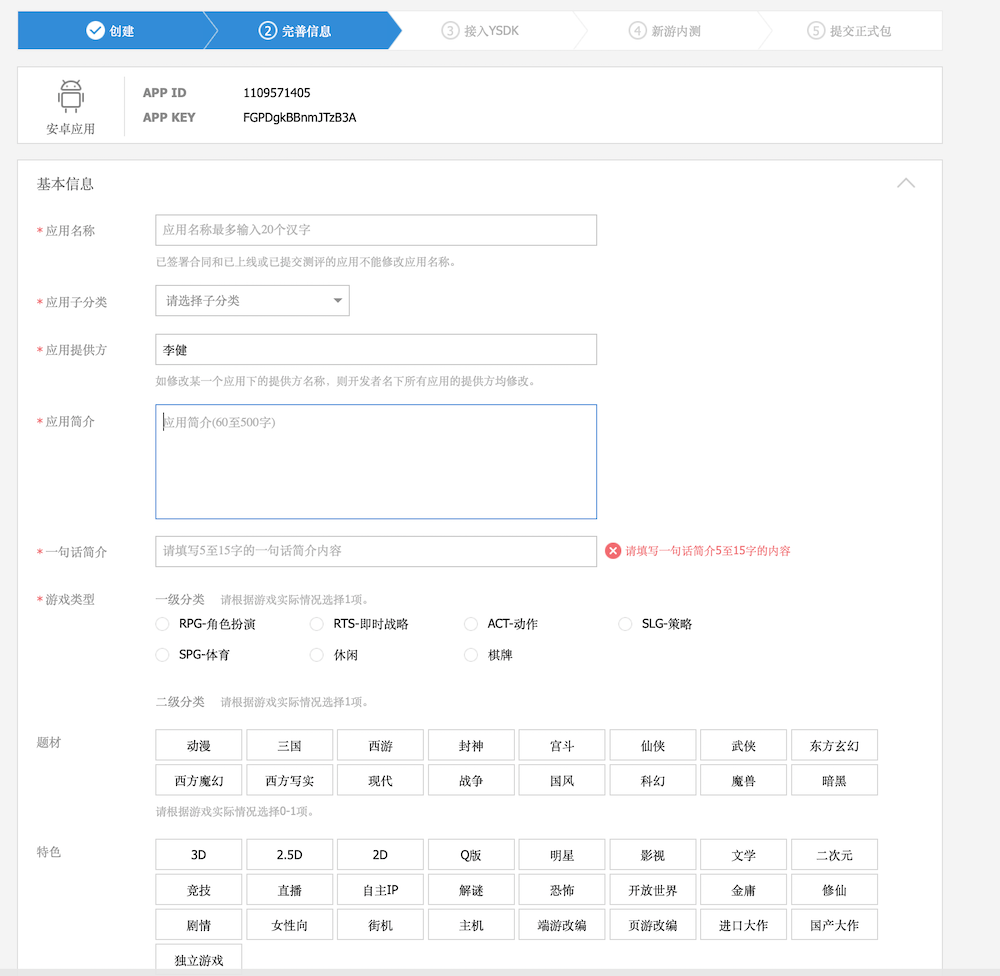 创建 2 完善信息 3 接入YSDK 4 新游内测 5 提交正式包
安卓应用
APP ID 1109571405
APP KEY FGPDgkBBnmJTzB3A
基本信息
*应用名称 应用名称最多输入20个汉字
已签署合同和已上线或已提交测评的应用不能修改应用名称。
*应用子分类 请选择子分类
*应用提供方 李健
如修改某一个应用下的提供方名称，则开发者名下所有应用的提供方均修改。
*应用简介 应用简介(60至500字)
*一句话简介 请填写5至15字的一句话简介内容 请填写一句话简介5至15字的内容
*游戏类型 一级分类 请根据游戏实际情况选择1项。
RPG-角色扮演 RTS-即时战略 ACT-动作 SLG-策略
SPG-体育 休闲 棋牌
二级分类 请根据游戏实际情况选择1项。
题材 动漫 三国 西游 封神 宫斗 仙侠 武侠 东方玄幻
西方魔幻 西方写实 现代 战争 国风 科幻 魔兽 暗黑
请根据游戏实际情况选择0-1项。
特色 3D 2.5D 2D Q版 明星 影视 文学 二次元
竞技 直播 自主IP 解谜 恐怖 开放世界 金庸 修仙
剧情 女性向 街机 主机 端游改编 页游改编 进口大作 国产大作
独立游戏